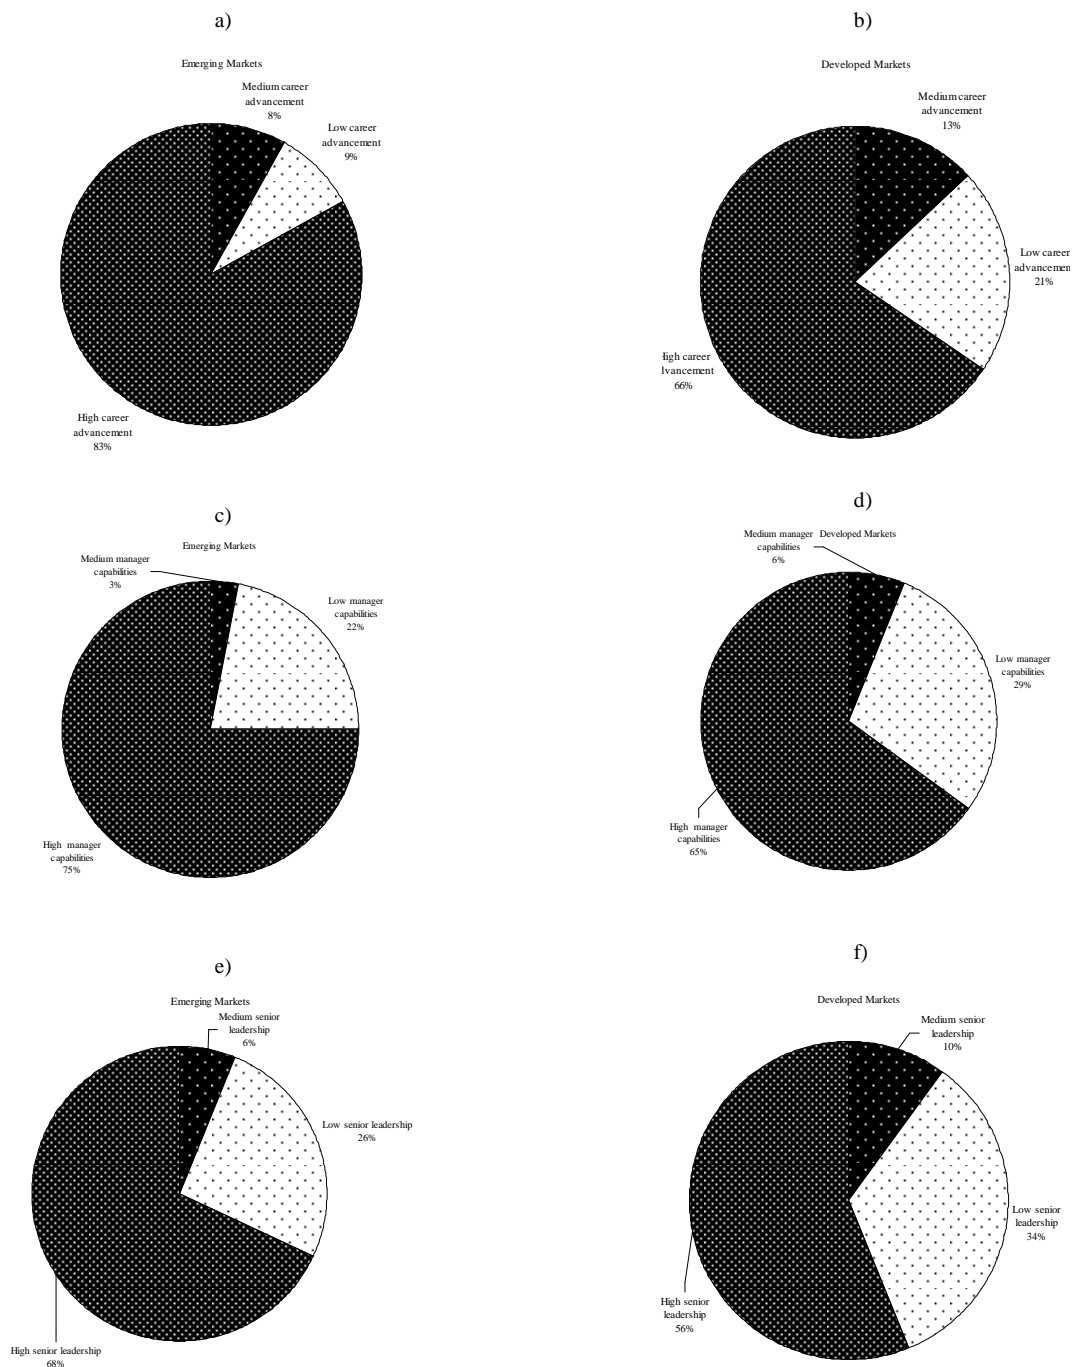 a)
Emerging Markets
Medium career
advancement
8%
Low career
advancement
9%
High career
advancement
83%
b)
Developed Markets
Medium career
advancement
13%
Low career
advancement
21%
High career
lvancement
66%
c)
Emerging Markets
Medium manager
capabilities
3%
Low manager
capabilities
22%
High manager
capabilities
75%
d)
Developed Markets
Medium manager
capabilities
6%
Low manager
capabilities
29%
High manager
capabilities
65%
e)
Emerging Markets
Medium senior
leadership
6%
Low senior leadership
26%
High senior leadership
68%
f)
Developed Markets
Medium senior
leadership
10%
Low senior
leadership
34%
High senior
leadership
56%